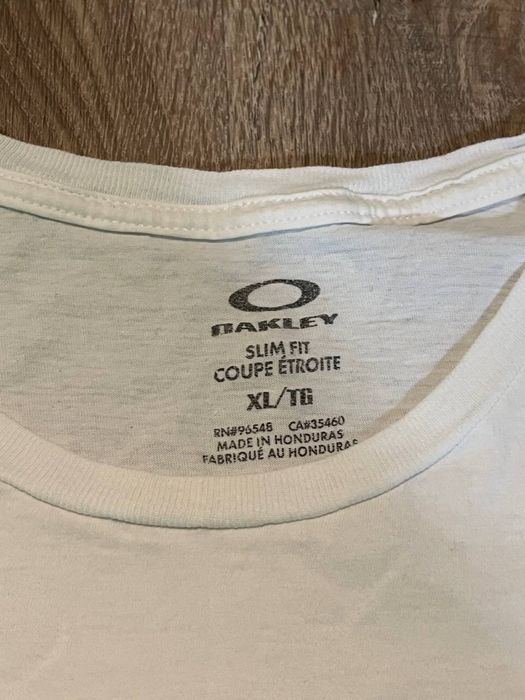 OAKLEY
SLIM FIT
COUPE ÉTROITE
XL/TG
RN#96548 CA#35460
MADE IN HONDURAS
FABRIQUÉ AU HONDURAS